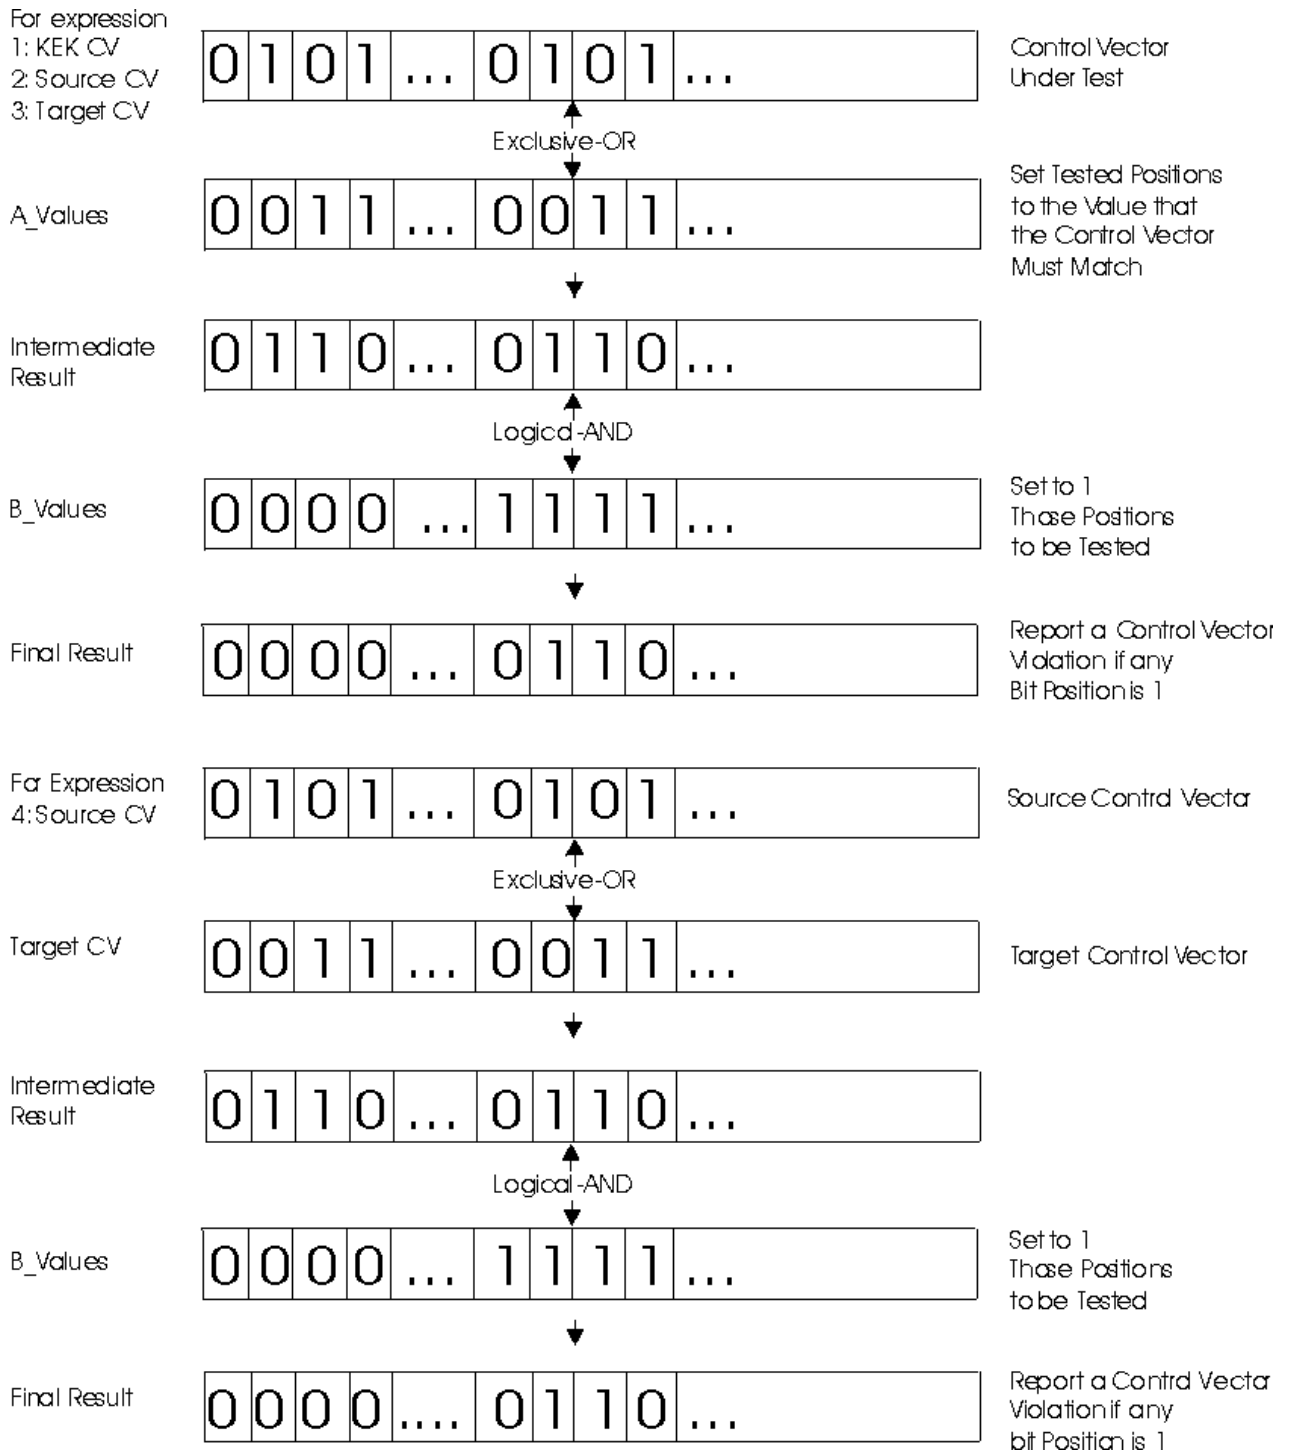 For expression
1: KEK CV
2: Source CV
3: Target CV
0 1 0 1 ... 0 1 0 1 ...
Control Vector
Under Test
Exclusive-OR
A_Values
0 0 1 1 ... 0 0 1 1 ...
Set Tested Positions
to the Value that
the Control Vector
Must Match
Intermediate
Result
0 1 1 0 ... 0 1 1 0 ...
Logical-AND
B_Values
0 0 0 0 ... 1 1 1 1 ...
Set to 1
Those Positions
to be Tested
Final Result
0 0 0 0 ... 0 1 1 0 ...
Report a Control Vector
Violation if any
Bit Position is 1
For Expression
4: Source CV
0 1 0 1 ... 0 1 0 1 ...
Source Control Vector
Exclusive-OR
Target CV
0 0 1 1 ... 0 0 1 1 ...
Target Control Vector
Intermediate
Result
0 1 1 0 ... 0 1 1 0 ...
Logical-AND
B_Values
0 0 0 0 ... 1 1 1 1 ...
Set to 1
Those Positions
to be Tested
Final Result
0 0 0 0 .... 0 1 1 0 ...
Report a Control Vector
Violation if any
bit Position is 1